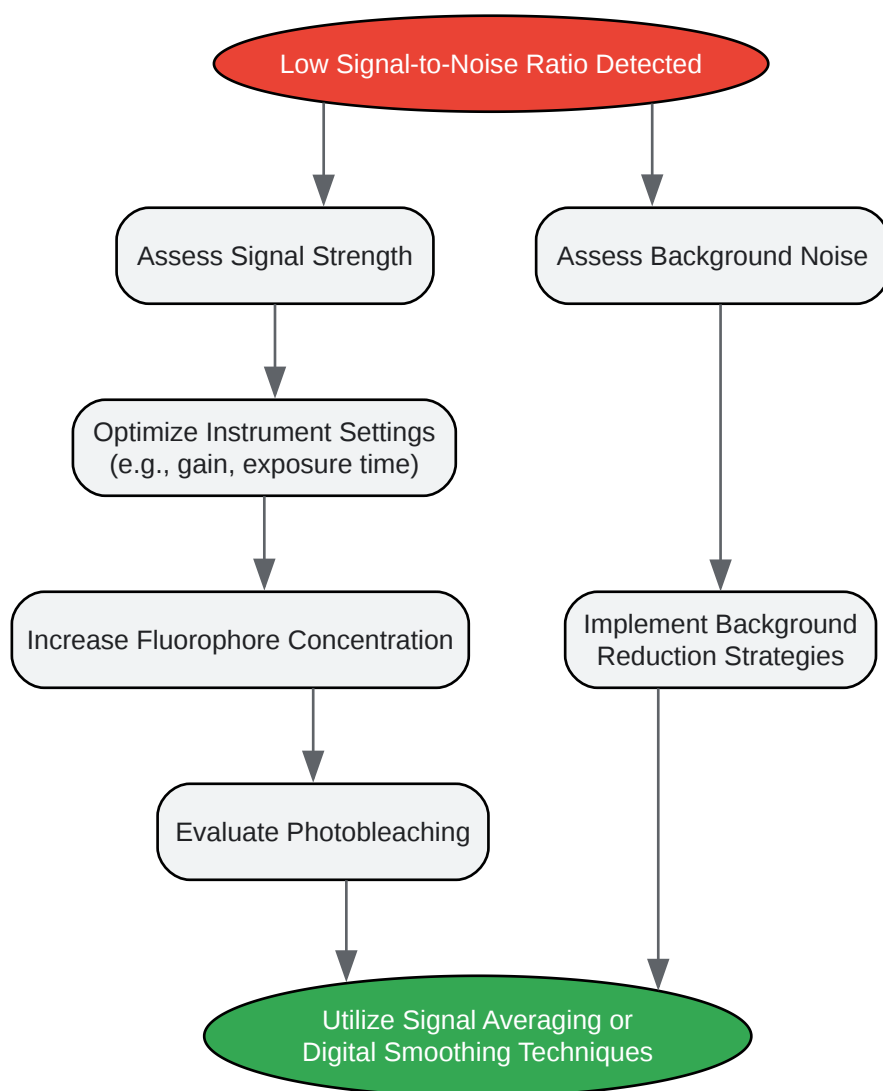 Low Signal-to-Noise Ratio Detected
Assess Signal Strength
Assess Background Noise
Optimize Instrument Settings
(e.g., gain, exposure time)
Increase Fluorophore Concentration
Implement Background
Reduction Strategies
Evaluate Photobleaching
Utilize Signal Averaging or
Digital Smoothing Techniques